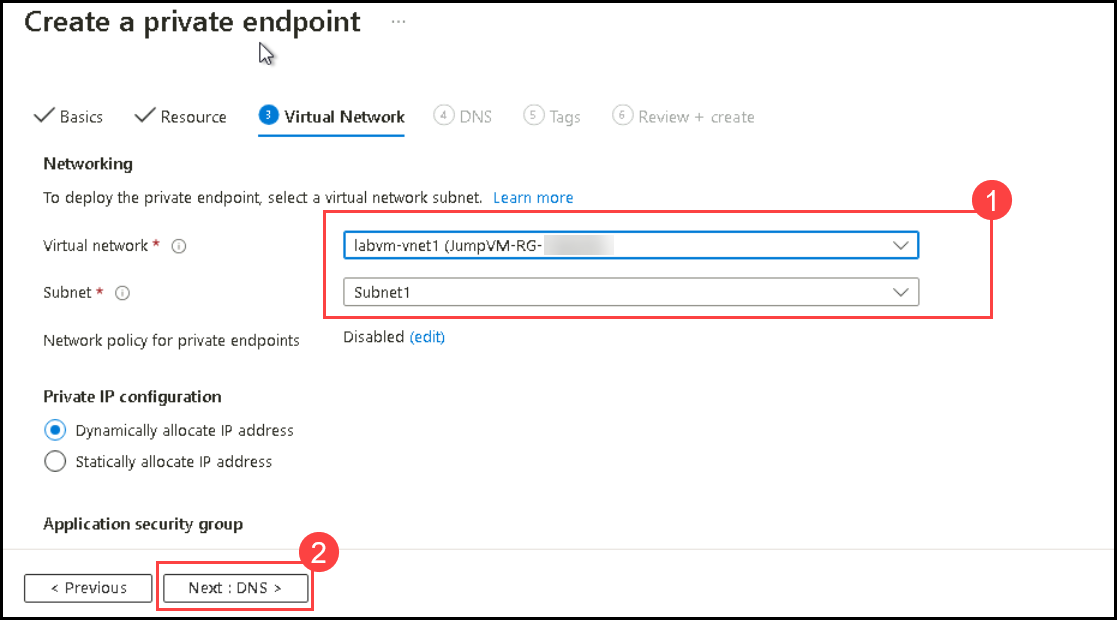 Create a private endpoint ...
Basics Resource 3 Virtual Network 4 DNS 5 Tags 6 Review + create
Networking
To deploy the private endpoint, select a virtual network subnet. Learn more
1
Virtual network * labvm-vnet1 (JumpVM-RG-
Subnet * Subnet1
Network policy for private endpoints Disabled (edit)
Private IP configuration
Dynamically allocate IP address
Statically allocate IP address
Application security group
2
< Previous Next : DNS >